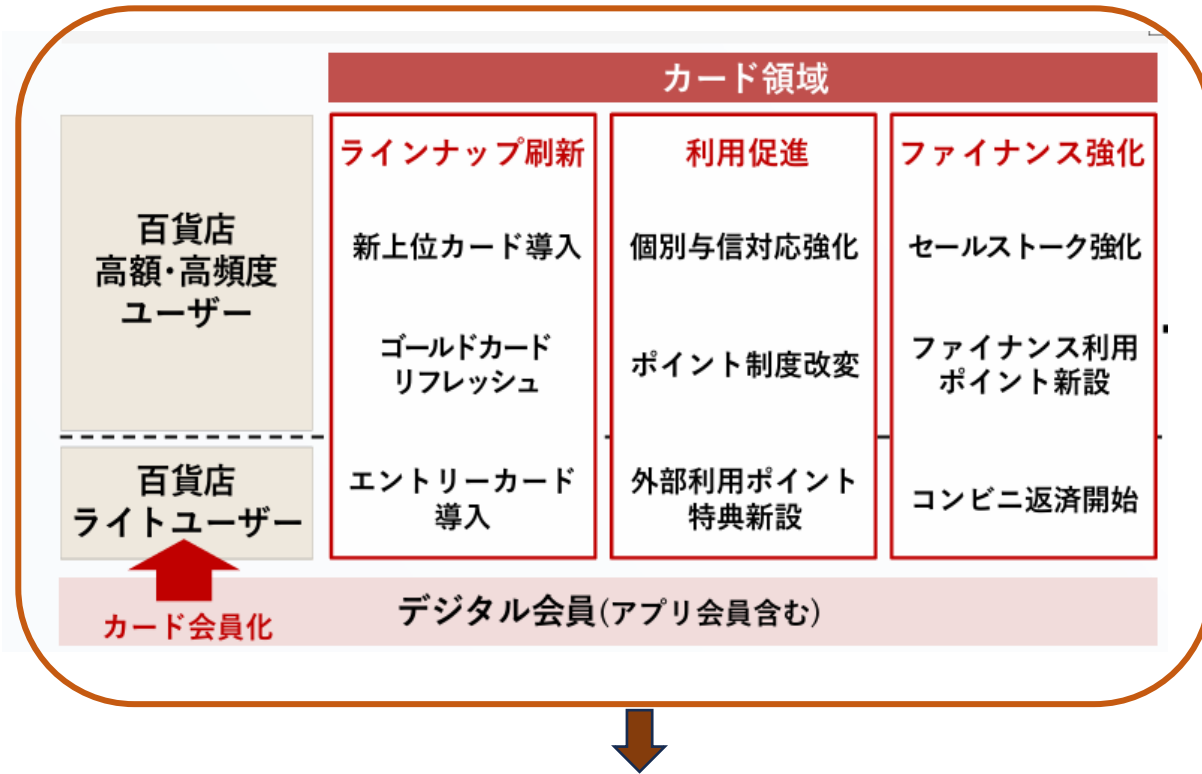 カード領域
百貨店
高額・高頻度
ユーザー
ラインナップ刷新
新上位カード導入
ゴールドカード
リフレッシュ
エントリーカード
導入
利用促進
個別与信対応強化
ポイント制度改変
外部利用ポイント
特典新設
ファイナンス強化
セールストーク強化
ファイナンス利用
ポイント新設
コンビニ返済開始
百貨店
ライトユーザー
カード会員化
デジタル会員(アプリ会員含む)